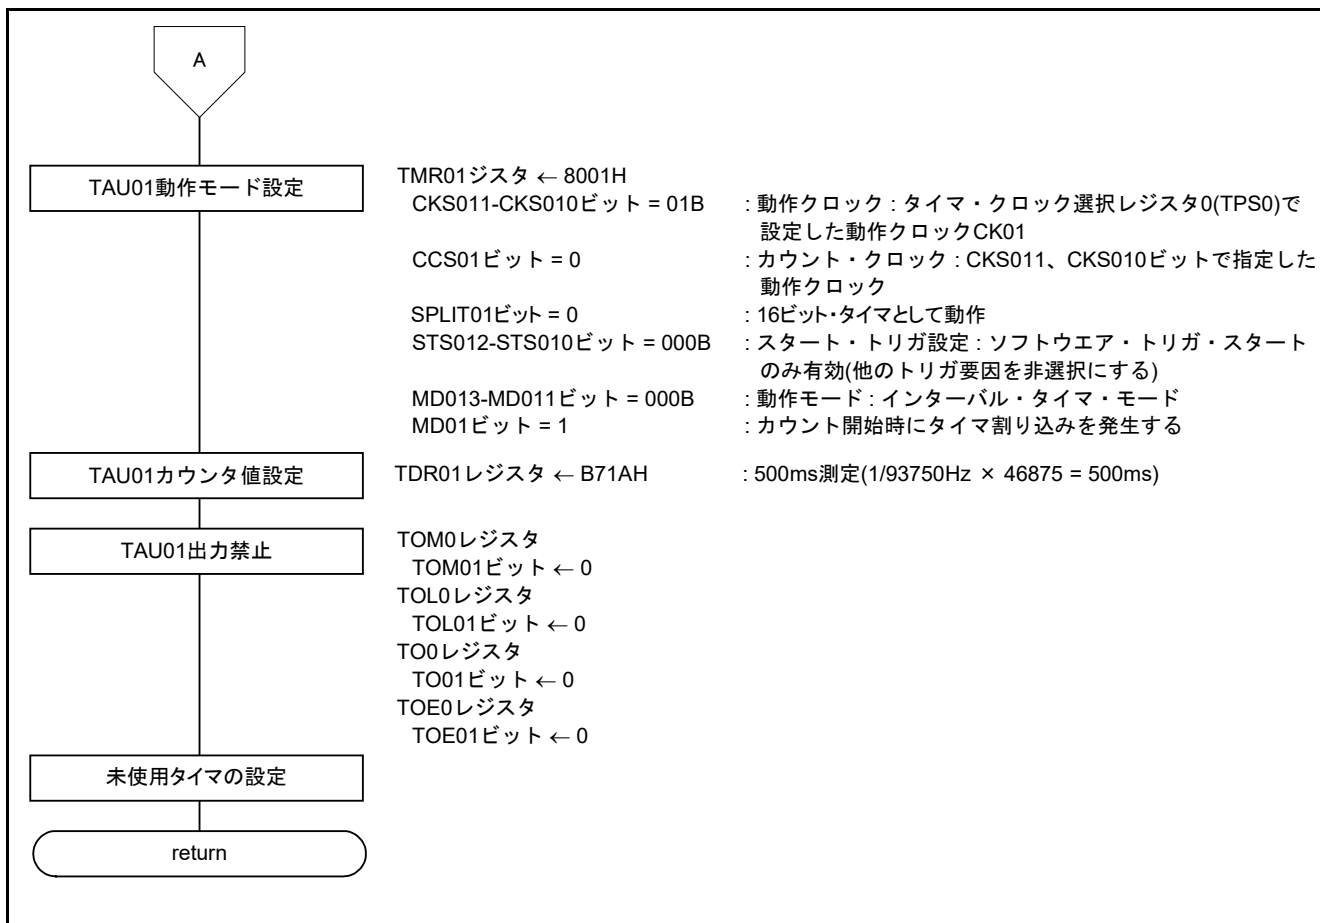 A
TAU01動作モード設定
TMR01ジスタ ← 8001H
CKS011-CKS010ビット = 01B : 動作クロック : タイマ・クロック選択レジスタ0(TPS0)で
設定した動作クロックCK01
CCS01ビット = 0 : カウント・クロック : CKS011、CKS010ビットで指定した
動作クロック
SPLIT01ビット = 0 : 16ビット・タイマとして動作
STS012-STS010ビット = 000B : スタート・トリガ設定 : ソフトウエア・トリガ・スタート
のみ有効(他のトリガ要因を非選択にする)
MD013-MD011ビット = 000B : 動作モード : インターバル・タイマ・モード
MD01ビット = 1 : カウント開始時にタイマ割り込みを発生する
TAU01カウンタ値設定
TDR01レジスタ ← B71AH : 500ms測定(1/93750Hz × 46875 = 500ms)
TAU01出力禁止
TOM0レジスタ
TOM01ビット ← 0
TOL0レジスタ
TOL01ビット ← 0
TO0レジスタ
TO01ビット ← 0
TOE0レジスタ
TOE01ビット ← 0
未使用タイマの設定
return